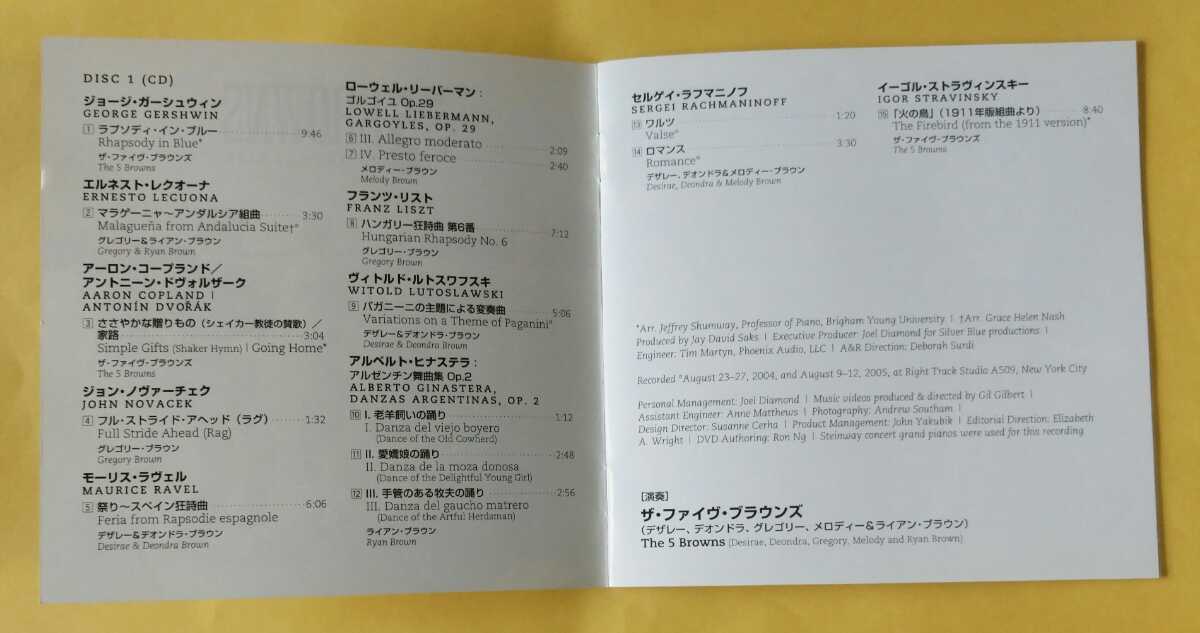 DISC 1 (CD)
ジョージ・ガーシュウィン
GEORGE GERSHWIN
1 ラプソディ・イン・ブルー 9:46
Rhapsody in Blue*
ザ・ファイヴ・ブラウンズ
The 5 Browns
エルネスト・レクオーナ
ERNESTO LECUONA
2 マラゲーニャ〜アンダルシア組曲 3:30
Malagueña from Andalucia Suite†°
グレゴリー&ライアン・ブラウン
Gregory & Ryan Brown
アーロン・コープランド/
アントニーン・ドヴォルザーク
AARON COPLAND |
ANTONÍN DVOŘÁK
3 ささやかな贈りもの(シェイカー教徒の賛歌)/
家路 3:04
Simple Gifts (Shaker Hymn) | Going Home*
ザ・ファイヴ・ブラウンズ
The 5 Browns
ジョン・ノヴァーチェク
JOHN NOVACEK
4 フル・ストライド・アヘッド(ラグ) 1:32
Full Stride Ahead (Rag)
グレゴリー・ブラウン
Gregory Brown
モーリス・ラヴェル
MAURICE RAVEL
5 祭り〜スペイン狂詩曲 6:06
Feria from Rapsodie espagnole
デザレー&デオンドラ・ブラウン
Desirae & Deondra Brown
ローウェル・リーバーマン:
ゴルゴイユ Op.29
LOWELL LIEBERMANN,
GARGOYLES, OP. 29
6 III. Allegro moderato 2:09
7 IV. Presto feroce 2:40
メロディー・ブラウン
Melody Brown
フランツ・リスト
FRANZ LISZT
8 ハンガリー狂詩曲 第6番 7:12
Hungarian Rhapsody No. 6
グレゴリー・ブラウン
Gregory Brown
ヴィトルド・ルトスワフスキ
WITOLD LUTOSLAWSKI
9 パガニーニの主題による変奏曲 5:06
Variations on a Theme of Paganini°
デザレー&デオンドラ・ブラウン
Desirae & Deondra Brown
アルベルト・ヒナステラ:
アルゼンチン舞曲集 Op.2
ALBERTO GINASTERA,
DANZAS ARGENTINAS, OP. 2
10 I. 老羊飼いの踊り 1:12
I. Danza del viejo boyero
(Dance of the Old Cowherd)
11 II. 愛嬌娘の踊り 2:48
II. Danza de la moza donosa
(Dance of the Delightful Young Girl)
12 III. 手管のある牧夫の踊り 2:56
III. Danza del gaucho matrero
(Dance of the Artful Herdsman)
ライアン・ブラウン
Ryan Brown
セルゲイ・ラフマニノフ
SERGEI RACHMANINOFF
13 ワルツ 1:20
Valse°
14 ロマンス 3:30
Romance°
デザレー、デオンドラ&メロディー・ブラウン
Desirae, Deondra & Melody Brown
イーゴル・ストラヴィンスキー
IGOR STRAVINSKY
15 「火の鳥」(1911年版組曲より) 8:40
The Firebird (from the 1911 version)*
ザ・ファイヴ・ブラウンズ
The 5 Browns
*Arr. Jeffrey Shumway, Professor of Piano, Brigham Young University | †Arr. Grace Helen Nash
Produced by Jay David Saks | Executive Producer: Joel Diamond for Silver Blue productions |
Engineer: Tim Martyn, Phoenix Audio, LLC | A&R Direction: Deborah Surdi
Recorded °August 23-27, 2004, and August 9-12, 2005, at Right Track Studio A509, New York City
Personal Management: Joel Diamond | Music videos produced & directed by Gil Gilbert |
Assistant Engineer: Anne Matthews | Photography: Andrew Southam |
Design Director: Susanne Cerha | Product Management: John Yakubik | Editorial Direction: Elizabeth
A. Wright | DVD Authoring: Ron Ng | Steinway concert grand pianos were used for this recording
[演奏]
ザ・ファイヴ・ブラウンズ
(デザレー、デオンドラ、グレゴリー、メロディー&ライアン・ブラウン)
The 5 Browns (Desirae, Deondra, Gregory, Melody and Ryan Brown)